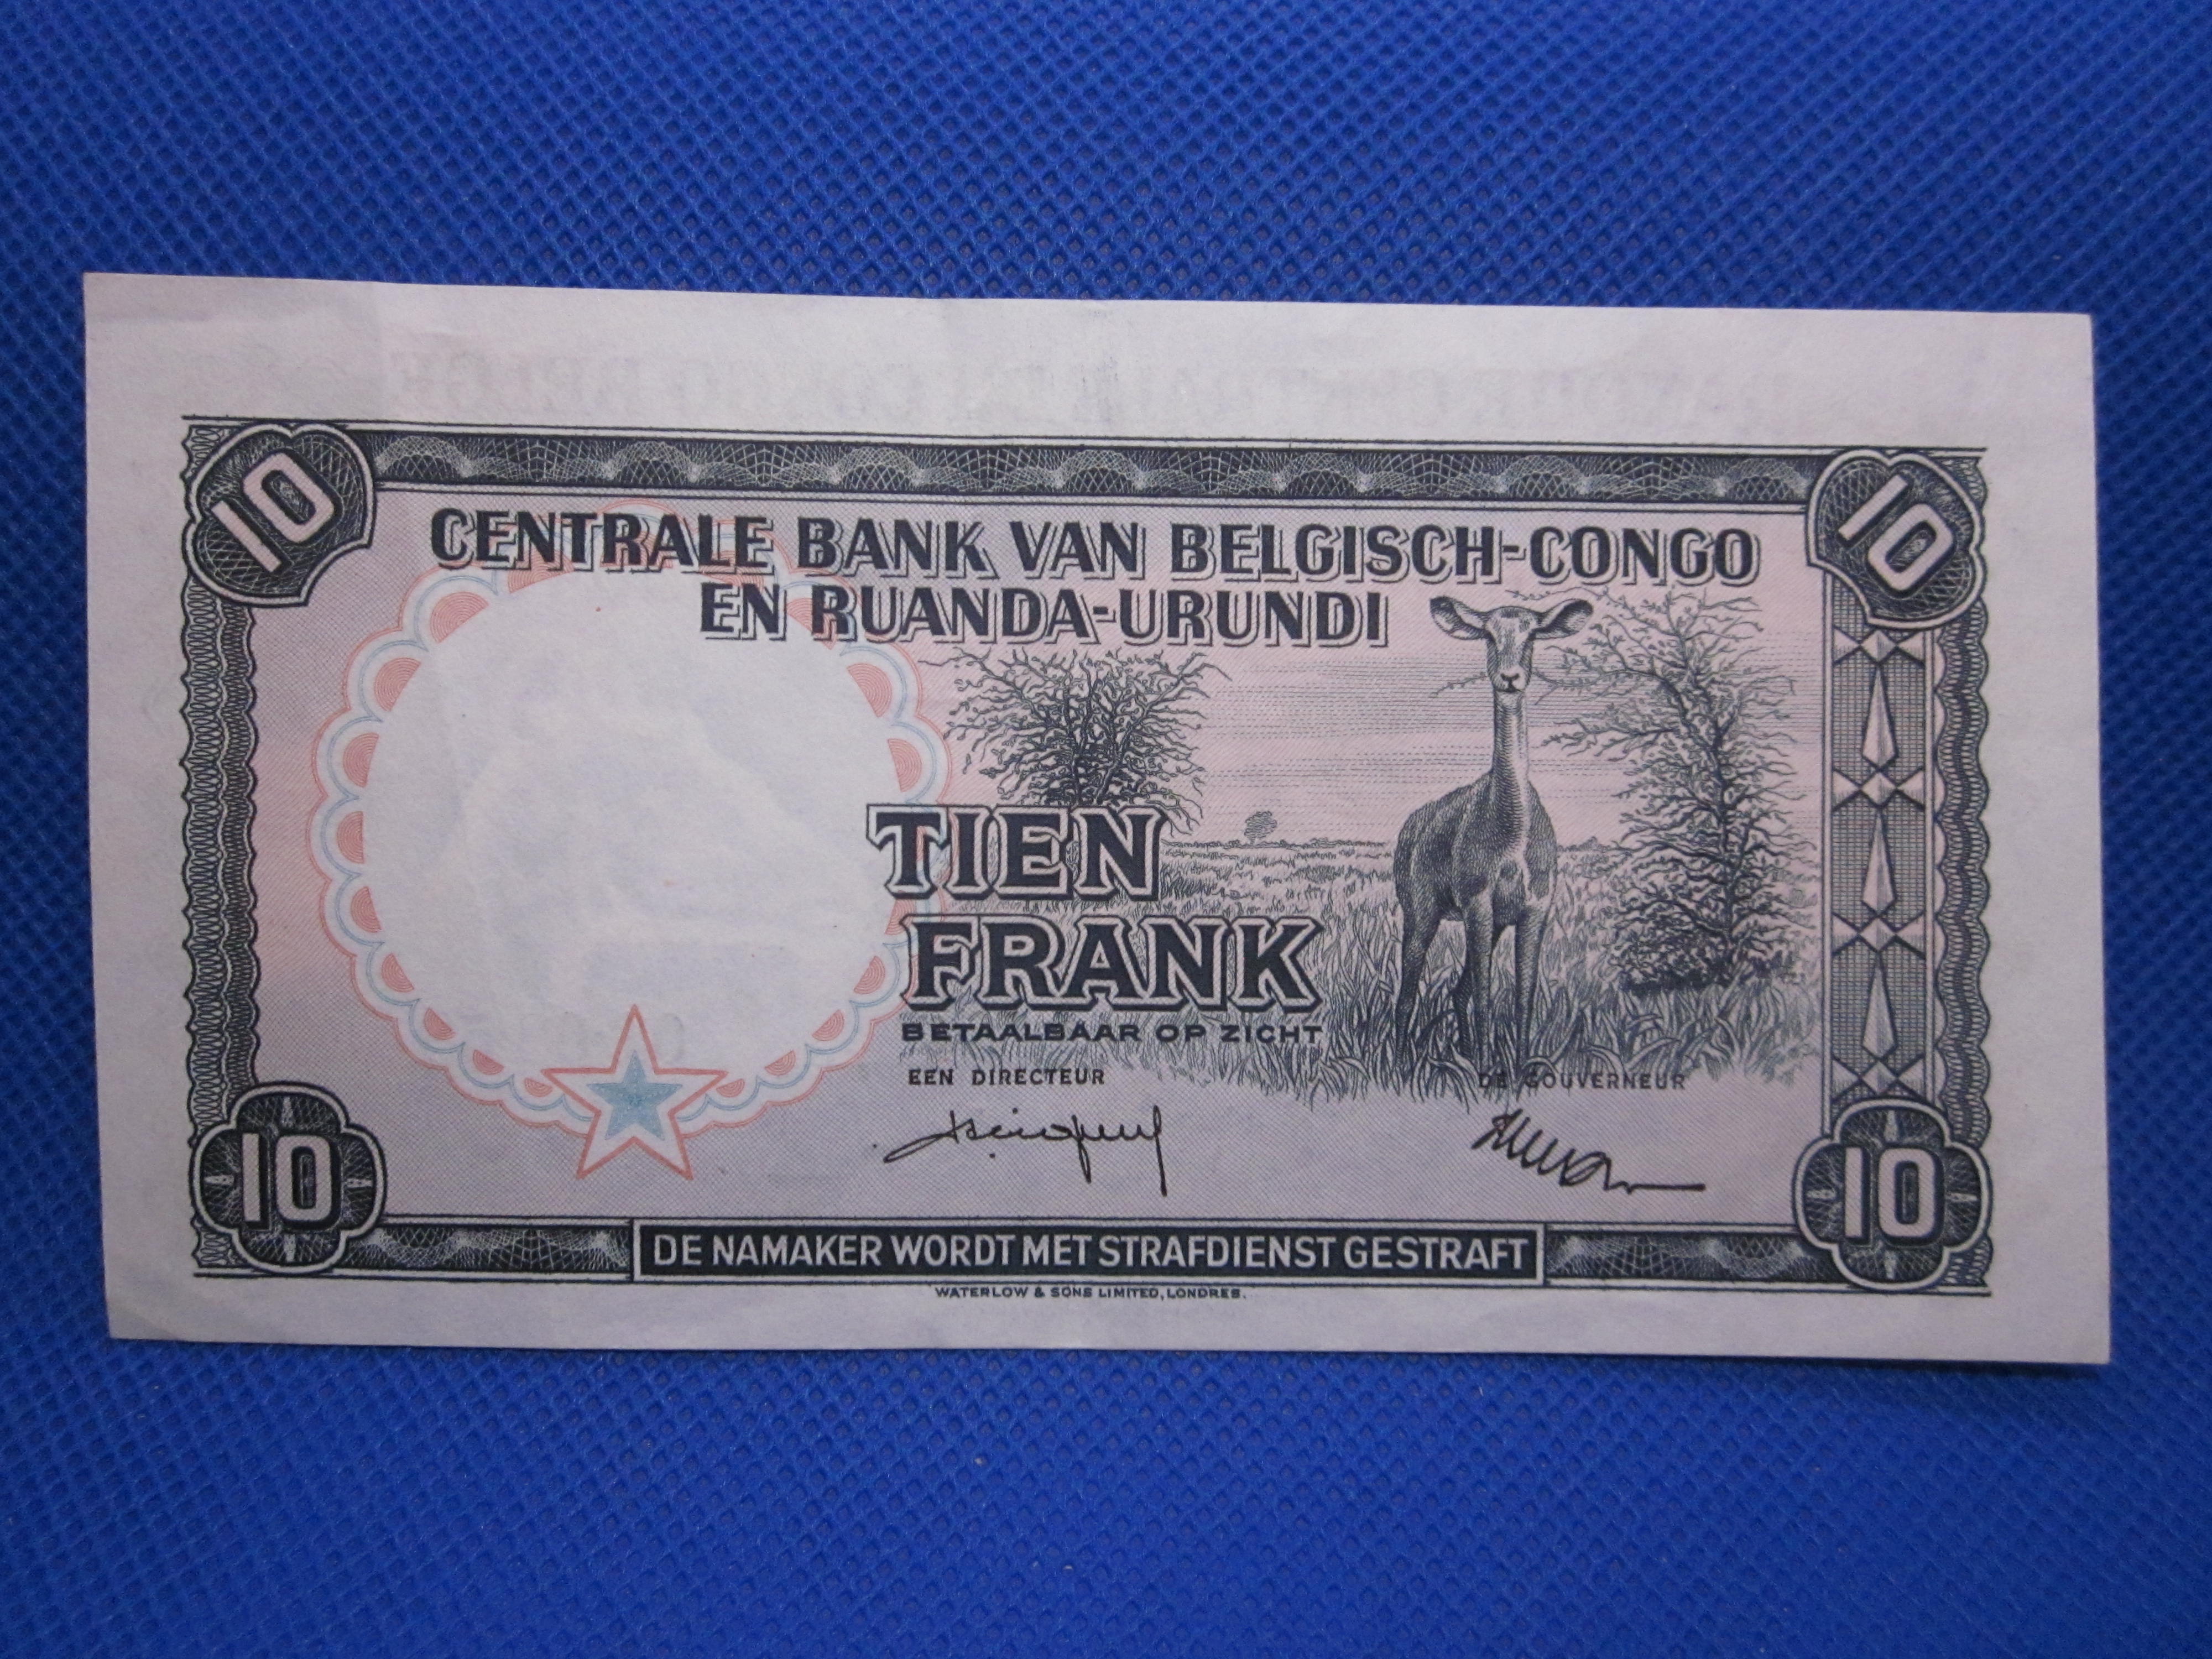 10
10
CENTRALE BANK VAN BELGISCH-CONGO
EN RUANDA-URUNDI
TIEN
FRANK
BETAALBAAR OP ZICHT
EEN DIRECTEUR
DE GOUVERNEUR
10
10
DE NAMAKER WORDT MET STRAFDIENST GESTRAFT
WATERLOW & SONS LIMITED, LONDRES.